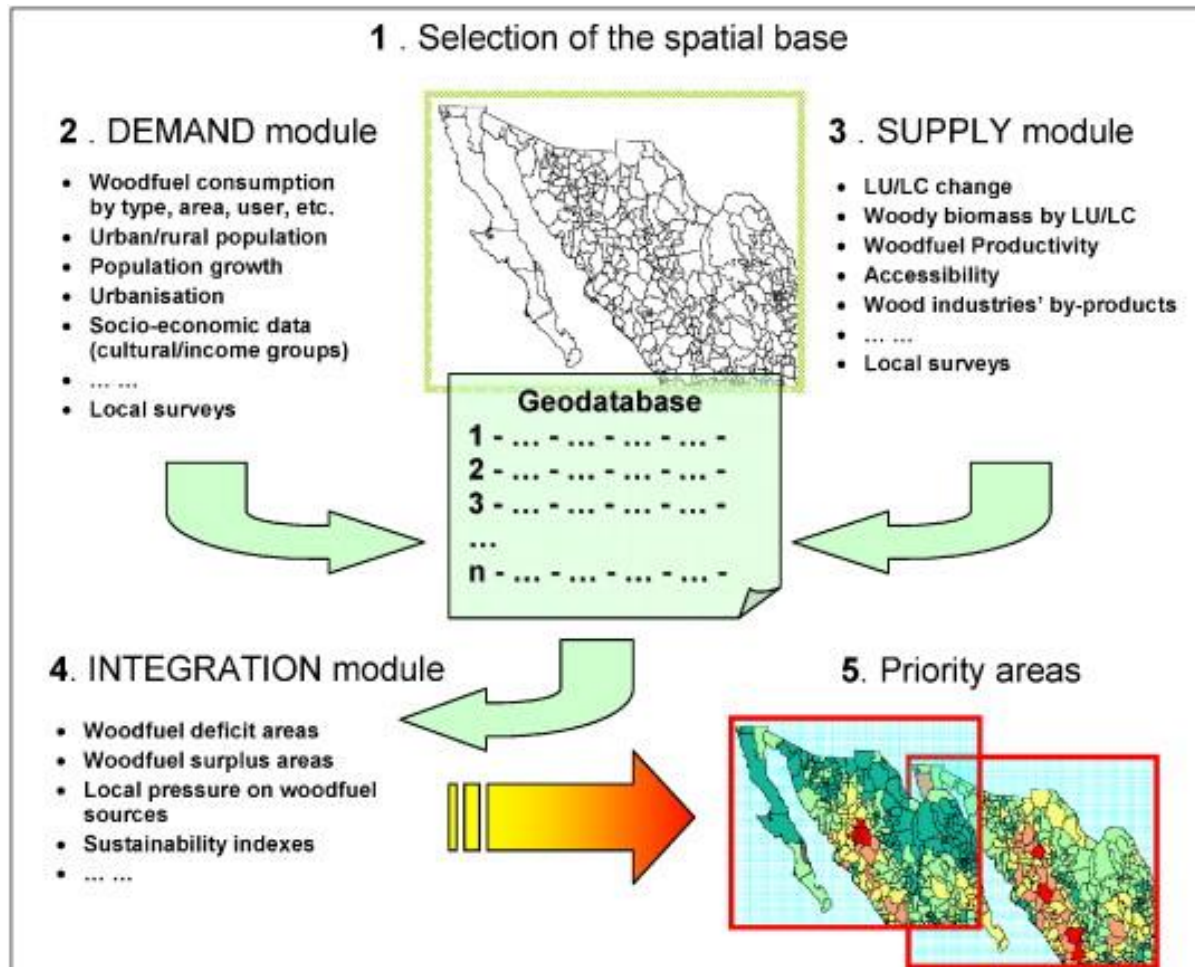 1 . Selection of the spatial base
2 . DEMAND module
• Woodfuel consumption
by type, area, user, etc.
• Urban/rural population
• Population growth
• Urbanisation
• Socio-economic data
(cultural/income groups)
• ... ...
• Local surveys
3 . SUPPLY module
• LU/LC change
• Woody biomass by LU/LC
• Woodfuel Productivity
• Accessibility
• Wood industries' by-products
• ... ...
• Local surveys
Geodatabase
1 - ... - ... - ... - ... -
2 - ... - ... - ... - ... -
3 - ... - ... - ... - ... -
...
n - ... - ... - ... - ... -
4. INTEGRATION module
• Woodfuel deficit areas
• Woodfuel surplus areas
• Local pressure on woodfuel
sources
• Sustainability indexes
• ... ...
5. Priority areas